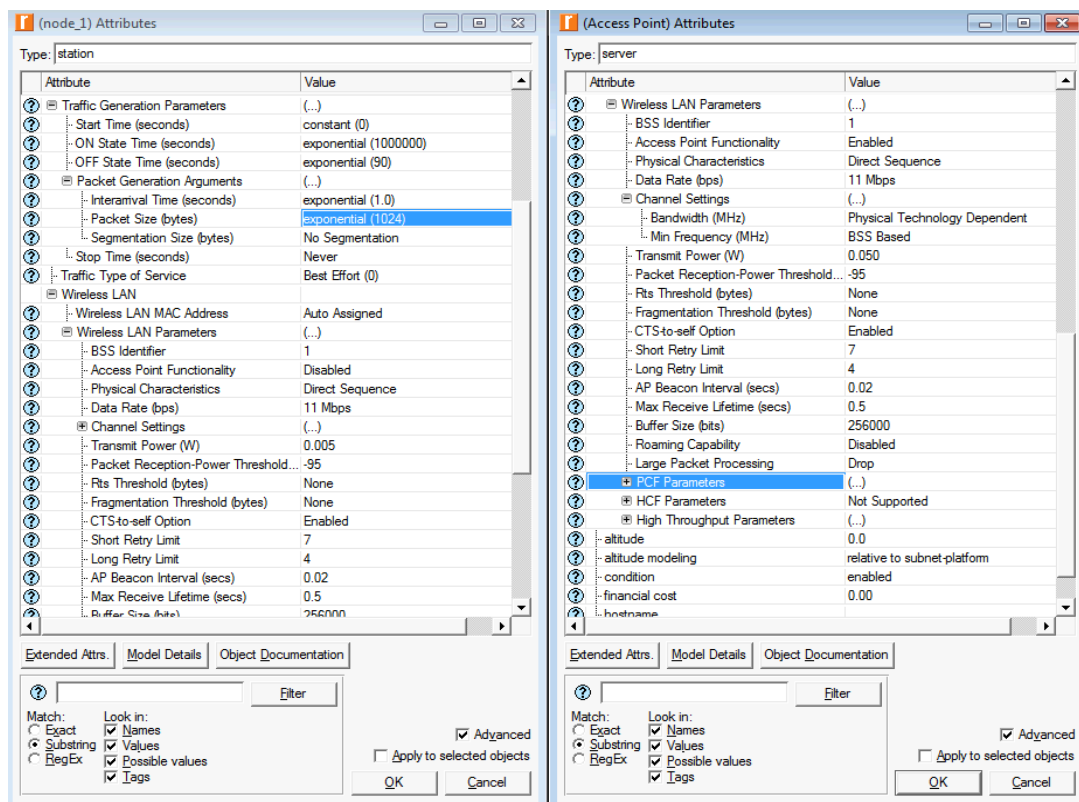 (node_1) Attributes
Type: station
Attribute Value
Traffic Generation Parameters (...)
Start Time (seconds) constant (0)
ON State Time (seconds) exponential (1000000)
OFF State Time (seconds) exponential (90)
Packet Generation Arguments (...)
Interarrival Time (seconds) exponential (1.0)
Packet Size (bytes) exponential (1024)
Segmentation Size (bytes) No Segmentation
Stop Time (seconds) Never
Traffic Type of Service Best Effort (0)
Wireless LAN
Wireless LAN MAC Address Auto Assigned
Wireless LAN Parameters (...)
BSS Identifier 1
Access Point Functionality Disabled
Physical Characteristics Direct Sequence
Data Rate (bps) 11 Mbps
Channel Settings (...)
Transmit Power (W) 0.005
Packet Reception-Power Threshold... -95
Rts Threshold (bytes) None
Fragmentation Threshold (bytes) None
CTS-to-self Option Enabled
Short Retry Limit 7
Long Retry Limit 4
AP Beacon Interval (secs) 0.02
Max Receive Lifetime (secs) 0.5
Buffer Size (bits) 256000
Extended Attrs. Model Details Object Documentation
Filter
Match: Look in:
Exact Names
Substring Values
RegEx Possible values
Tags
Advanced
Apply to selected objects
OK Cancel
(Access Point) Attributes
Type: server
Attribute Value
Wireless LAN Parameters (...)
BSS Identifier 1
Access Point Functionality Enabled
Physical Characteristics Direct Sequence
Data Rate (bps) 11 Mbps
Channel Settings (...)
Bandwidth (MHz) Physical Technology Dependent
Min Frequency (MHz) BSS Based
Transmit Power (W) 0.050
Packet Reception-Power Threshold... -95
Rts Threshold (bytes) None
Fragmentation Threshold (bytes) None
CTS-to-self Option Enabled
Short Retry Limit 7
Long Retry Limit 4
AP Beacon Interval (secs) 0.02
Max Receive Lifetime (secs) 0.5
Buffer Size (bits) 256000
Roaming Capability Disabled
Large Packet Processing Drop
PCF Parameters (...)
HCF Parameters Not Supported
High Throughput Parameters (...)
altitude 0.0
altitude modeling relative to subnet-platform
condition enabled
financial cost 0.00
hostname
Extended Attrs. Model Details Object Documentation
Filter
Match: Look in:
Exact Names
Substring Values
RegEx Possible values
Tags
Advanced
Apply to selected objects
OK Cancel